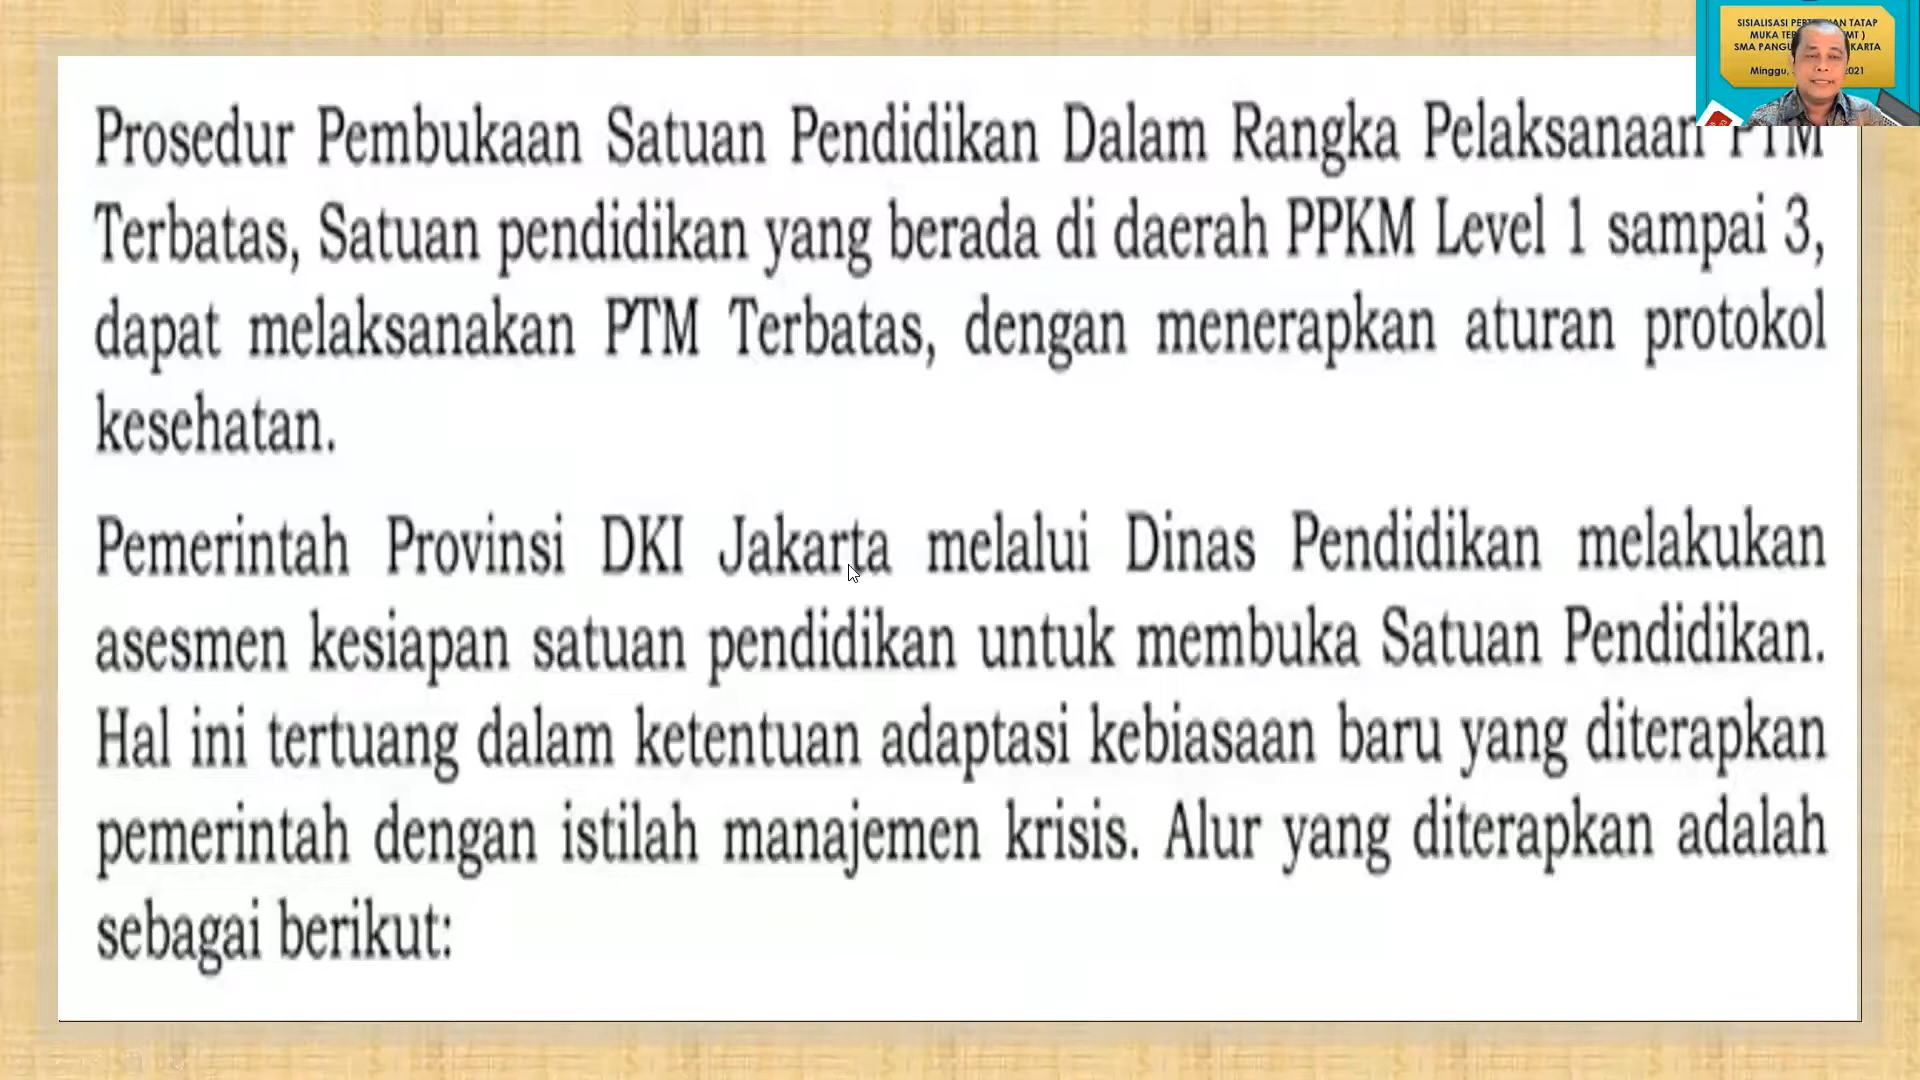 Prosedur Pembukaan Satuan Pendidikan Dalam Rangka Pelaksanaan PTM
Terbatas, Satuan pendidikan yang berada di daerah PPKM Level 1 sampai 3,
dapat melaksanakan PTM Terbatas, dengan menerapkan aturan protokol
kesehatan.
Pemerintah Provinsi DKI Jakarta melalui Dinas Pendidikan melakukan
asesmen kesiapan satuan pendidikan untuk membuka Satuan Pendidikan.
Hal ini tertuang dalam ketentuan adaptasi kebiasaan baru yang diterapkan
pemerintah dengan istilah manajemen krisis. Alur yang diterapkan adalah
sebagai berikut:
SISIALISASI TATAP
MUKA
SMA
Minggu, 2021